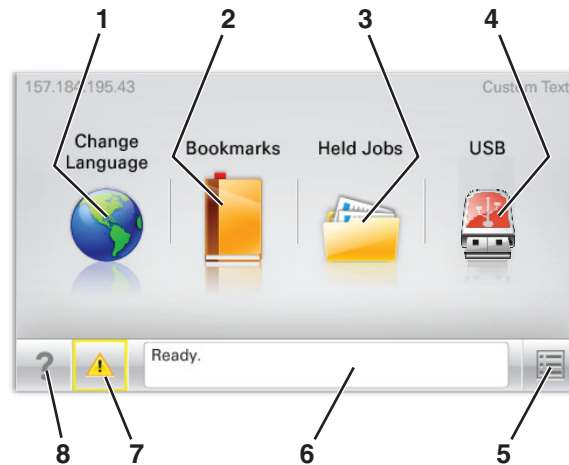 1 2 3 4
157.184.195.43 Custom Text
Change
Language
Bookmarks
Held Jobs
USB
?
!
Ready.
8 7 6 5